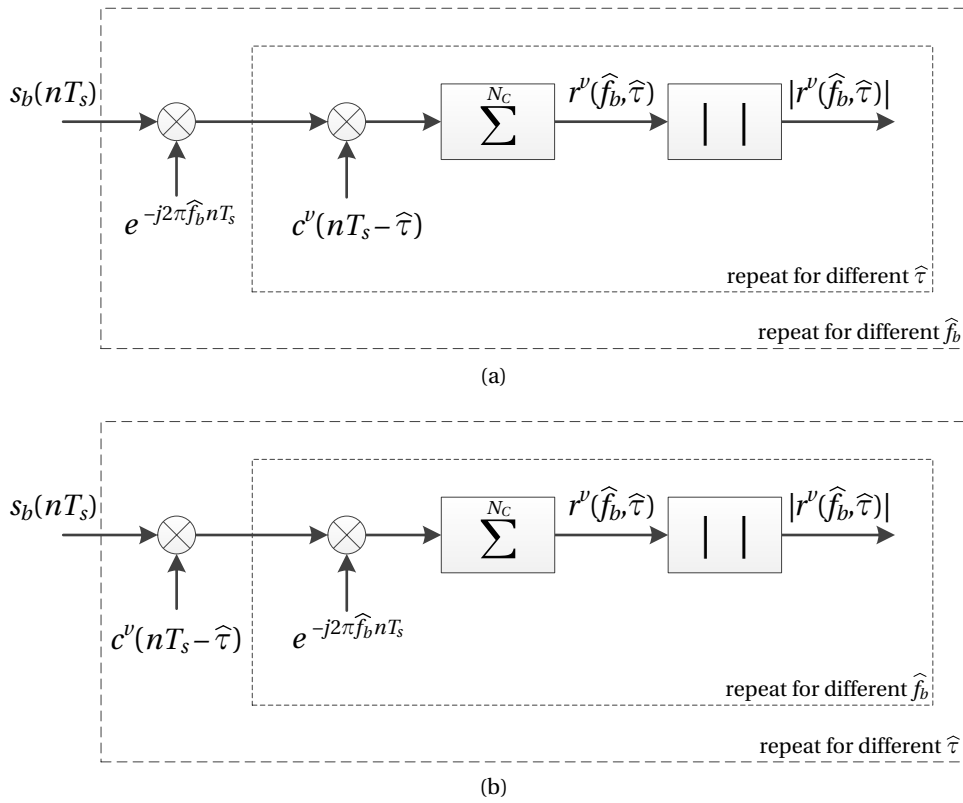 s_b(nT_s)
N_C
∑
r^ν(f̂_b,τ̂)
| |
|r^ν(f̂_b,τ̂)|
e^{-j2πf̂_b nT_s}
c^ν(nT_s − τ̂)
repeat for different τ̂
repeat for different f̂_b
(a)
s_b(nT_s)
N_C
∑
r^ν(f̂_b,τ̂)
| |
|r^ν(f̂_b,τ̂)|
c^ν(nT_s − τ̂)
e^{-j2πf̂_b nT_s}
repeat for different f̂_b
repeat for different τ̂
(b)